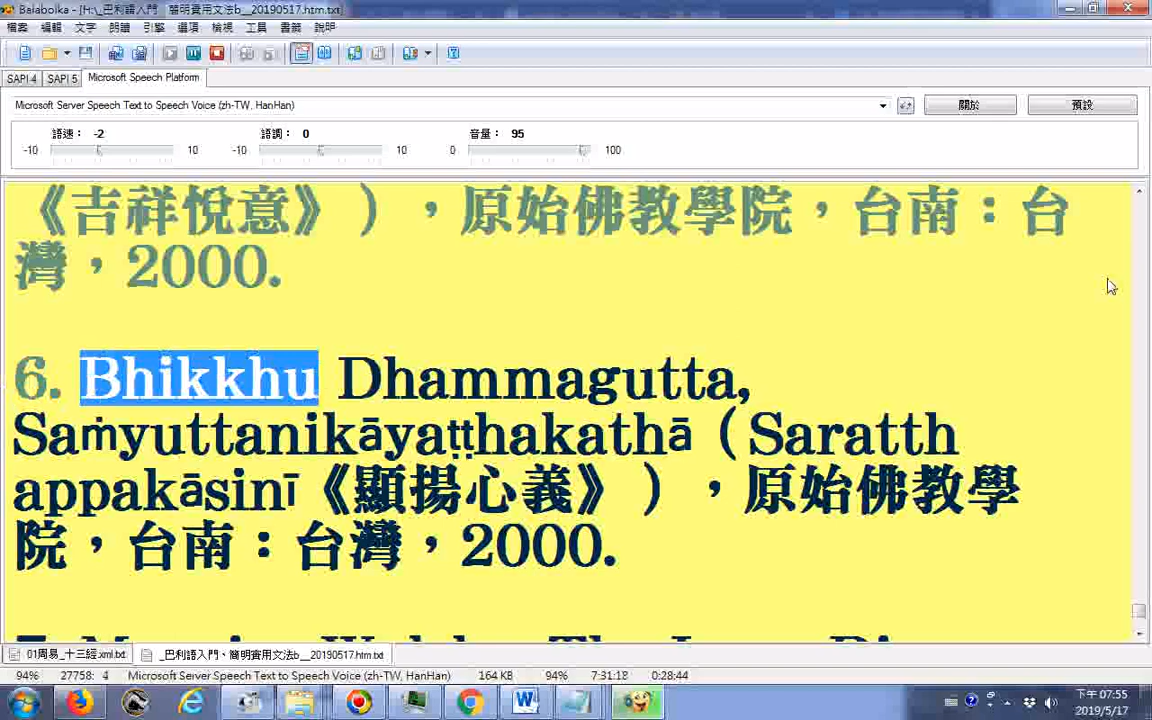 Balabolka - [H:\_巴利語入門、簡明實用文法b__20190517.htm.txt]
檔案 編輯 文字 朗讀 引擎 選項 檢視 工具 書籤 說明
SAPI 4 SAPI 5 Microsoft Speech Platform
Microsoft Server Speech Text to Speech Voice (zh-TW, HanHan) 關於 預設
語速： -2 語調： 0 音量： 95
-10 10 -10 10 0 100
《吉祥悅意》），原始佛教學院，台南：台
灣，2000.
6. Bhikkhu Dhammagutta,
Saṁyuttanikāyaṭṭhakathā（Saratth
appakāsinī《顯揚心義》），原始佛教學
院，台南：台灣，2000.
01周易_十三經.xml.txt _巴利語入門、簡明實用文法b__20190517.htm.txt
94% 27758: 4 Microsoft Server Speech Text to Speech Voice (zh-TW, HanHan) 164 KB 94% 7:31:18 0:28:44
下午 07:55
2019/5/17